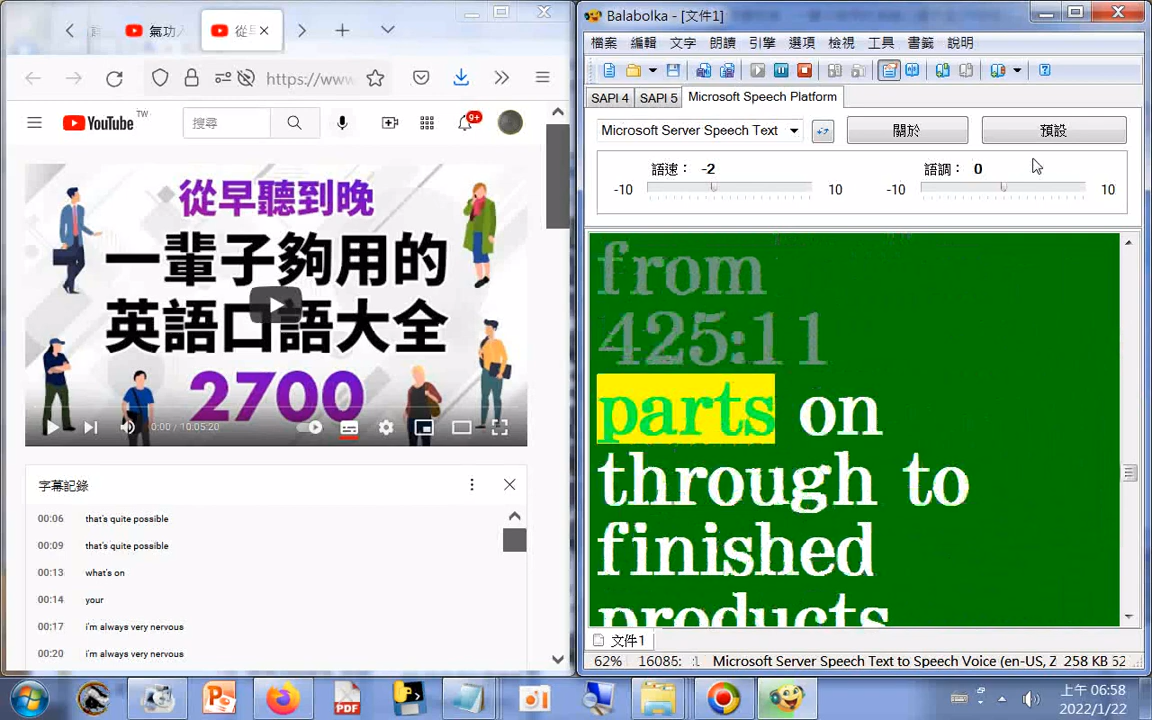 氣功
從早
https://www
YouTube TW
搜尋
9+
從早聽到晚
一輩子夠用的
英語口語大全
2700
0:00 / 10:05:20
字幕記錄
00:06 that's quite possible
00:09 that's quite possible
00:13 what's on
00:14 your
00:17 i'm always very nervous
00:20 i'm always very nervous
Balabolka - [文件1]
檔案 編輯 文字 朗讀 引擎 選項 檢視 工具 書籤 說明
SAPI 4 SAPI 5 Microsoft Speech Platform
Microsoft Server Speech Text 關於 預設
語速： -2 語調： 0
-10 10 -10 10
from
425:11
parts on
through to
finished
products
文件1
62% 16085: Microsoft Server Speech Text to Speech Voice (en-US, Z 258 KB 52
上午 06:58
2022/1/22